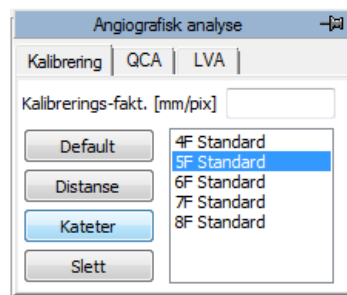 Angiografisk analyse
Kalibrering QCA LVA
Kalibrerings-fakt. [mm/pix]
Default
Distanse
Kateter
Slett
4F Standard
5F Standard
6F Standard
7F Standard
8F Standard